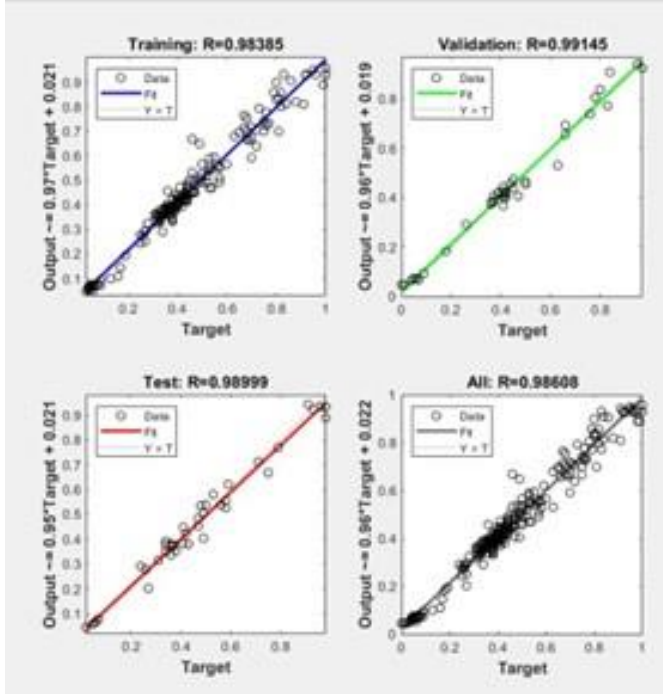 Training: R=0.98385
Output ~= 0.97*Target + 0.021
0.9
0.8
0.7
0.6
0.5
0.4
0.3
0.2
0.1
Data
Fit
Y = T
0.2 0.4 0.6 0.8 1
Target
Validation: R=0.99145
Output ~= 0.96*Target + 0.019
0.8
0.6
0.4
0.2
0
Data
Fit
Y = T
0 0.2 0.4 0.6 0.8
Target
Test: R=0.98999
Output ~= 0.95*Target + 0.021
0.9
0.8
0.7
0.6
0.5
0.4
0.3
0.2
0.1
Data
Fit
Y = T
0.2 0.4 0.6 0.8
Target
All: R=0.98608
Output ~= 0.96*Target + 0.022
1
0.8
0.6
0.4
0.2
0
Data
Fit
Y = T
0 0.2 0.4 0.6 0.8 1
Target